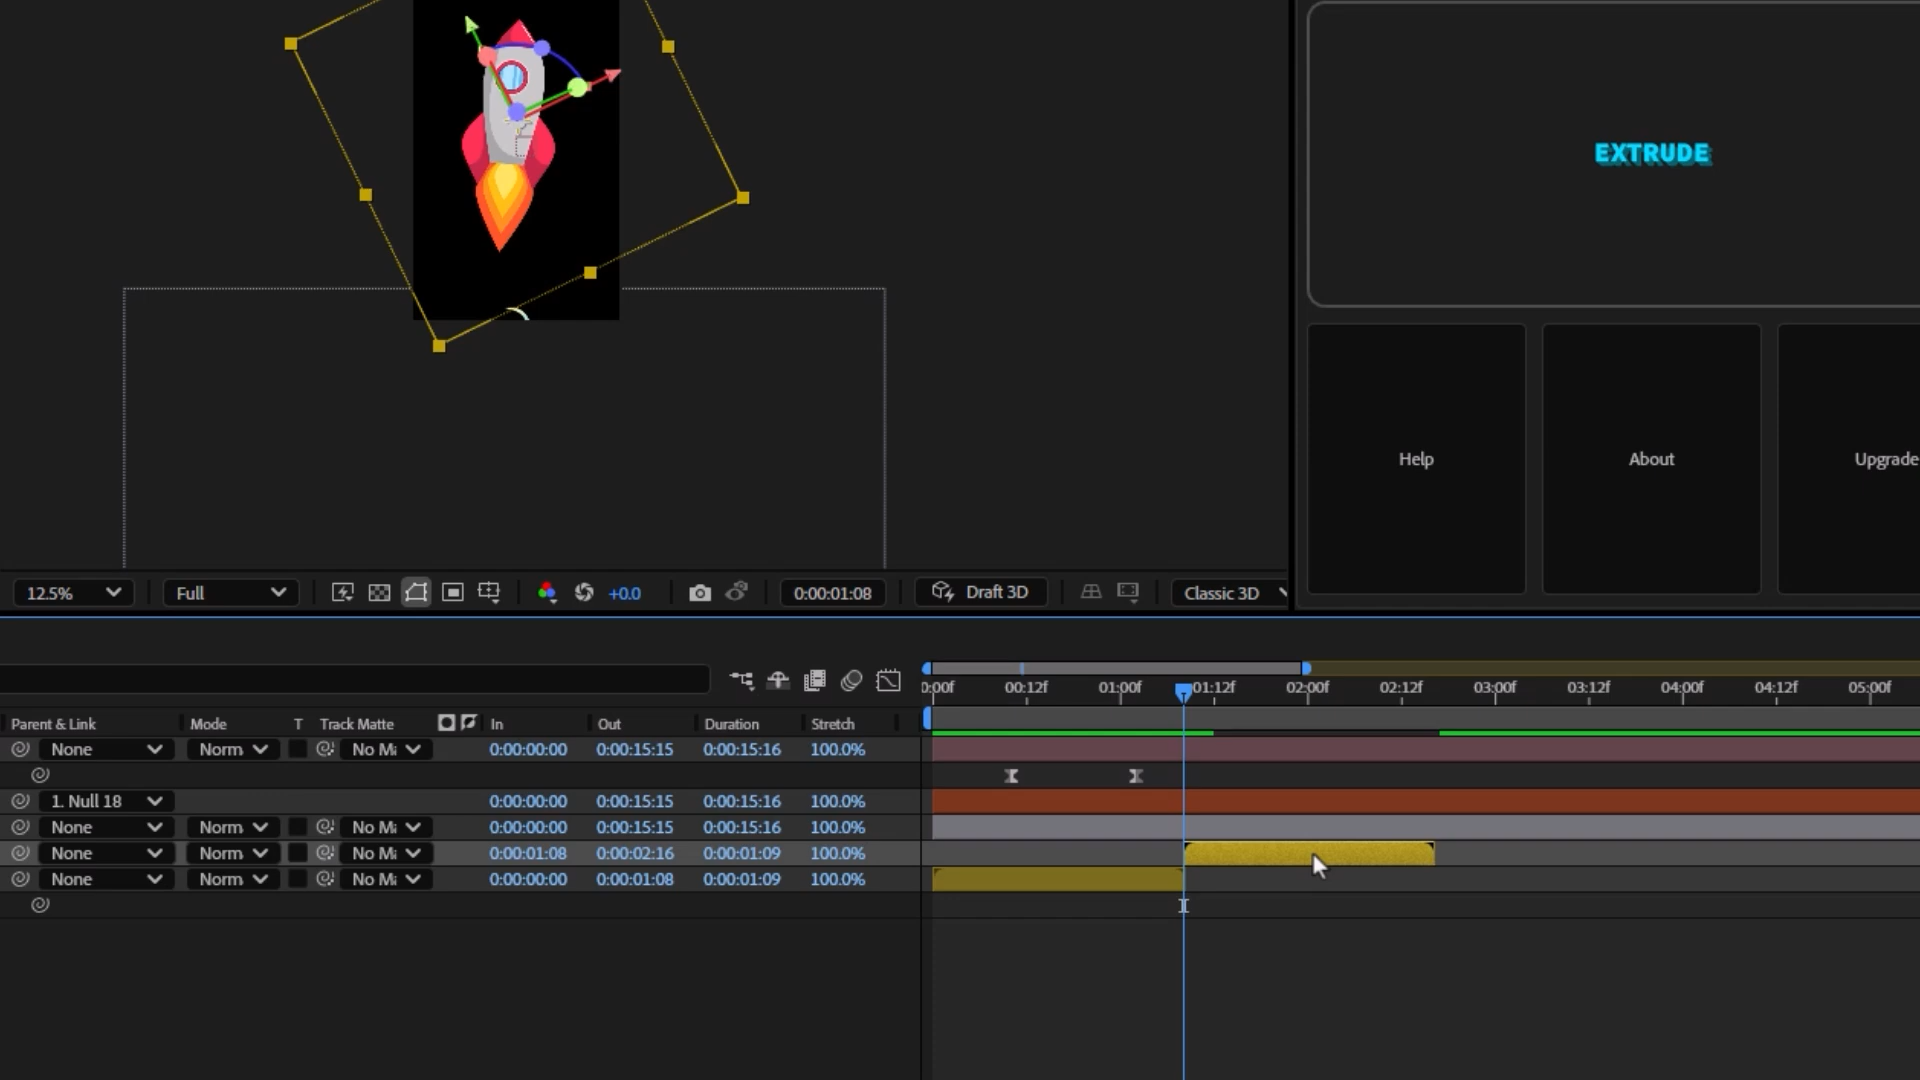 EXTRUDE
Help
About
Upgrade
12.5%
Full
+0.0
0:00:01:08
Draft 3D
Classic 3D
0:00f 00:12f 01:00f 01:12f 02:00f 02:12f 03:00f 03:12f 04:00f 04:12f 05:00f
Parent & Link Mode T Track Matte In Out Duration Stretch
None Norm No Ma 0:00:00:00 0:00:15:15 0:00:15:16 100.0%
1. Null 18 0:00:00:00 0:00:15:15 0:00:15:16 100.0%
None Norm No Ma 0:00:00:00 0:00:15:15 0:00:15:16 100.0%
None Norm No Ma 0:00:01:08 0:00:02:16 0:00:01:09 100.0%
None Norm No Ma 0:00:00:00 0:00:01:08 0:00:01:09 100.0%